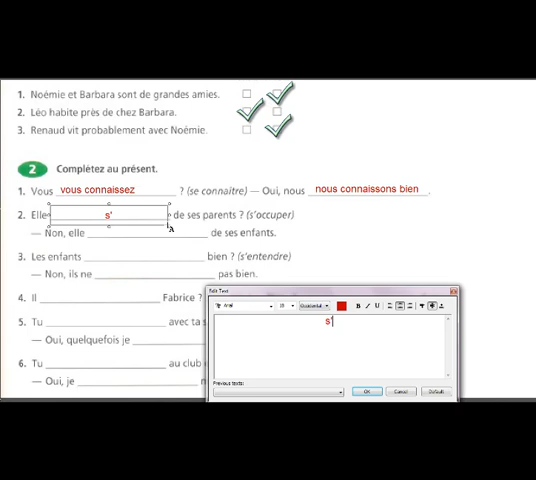 1. Noémie et Barbara sont de grandes amies.
2. Léo habite près de chez Barbara.
3. Renaud vit probablement avec Noémie.
2 Complétez au présent.
1. Vous vous connaissez ? (se connaître) — Oui, nous nous connaissons bien.
2. Elle s' de ses parents ? (s'occuper)
— Non, elle de ses enfants.
3. Les enfants bien ? (s'entendre)
— Non, ils ne pas bien.
4. Il Fabrice ?
5. Tu avec ta s
— Oui, quelquefois je
6. Tu au club
— Oui, je n
Edit Text
Arial Occidental B I U
s'
Previous texts:
OK Cancel Default